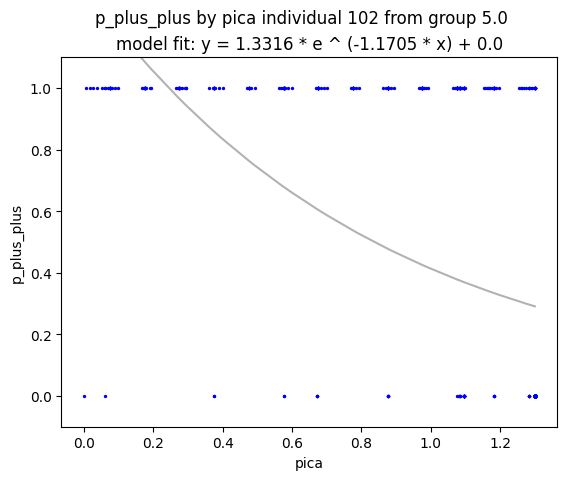 p_plus_plus by pica individual 102 from group 5.0
model fit: y = 1.3316 * e ^ (-1.1705 * x) + 0.0
p_plus_plus
1.0
0.8
0.6
0.4
0.2
0.0
0.0 0.2 0.4 0.6 0.8 1.0 1.2
pica